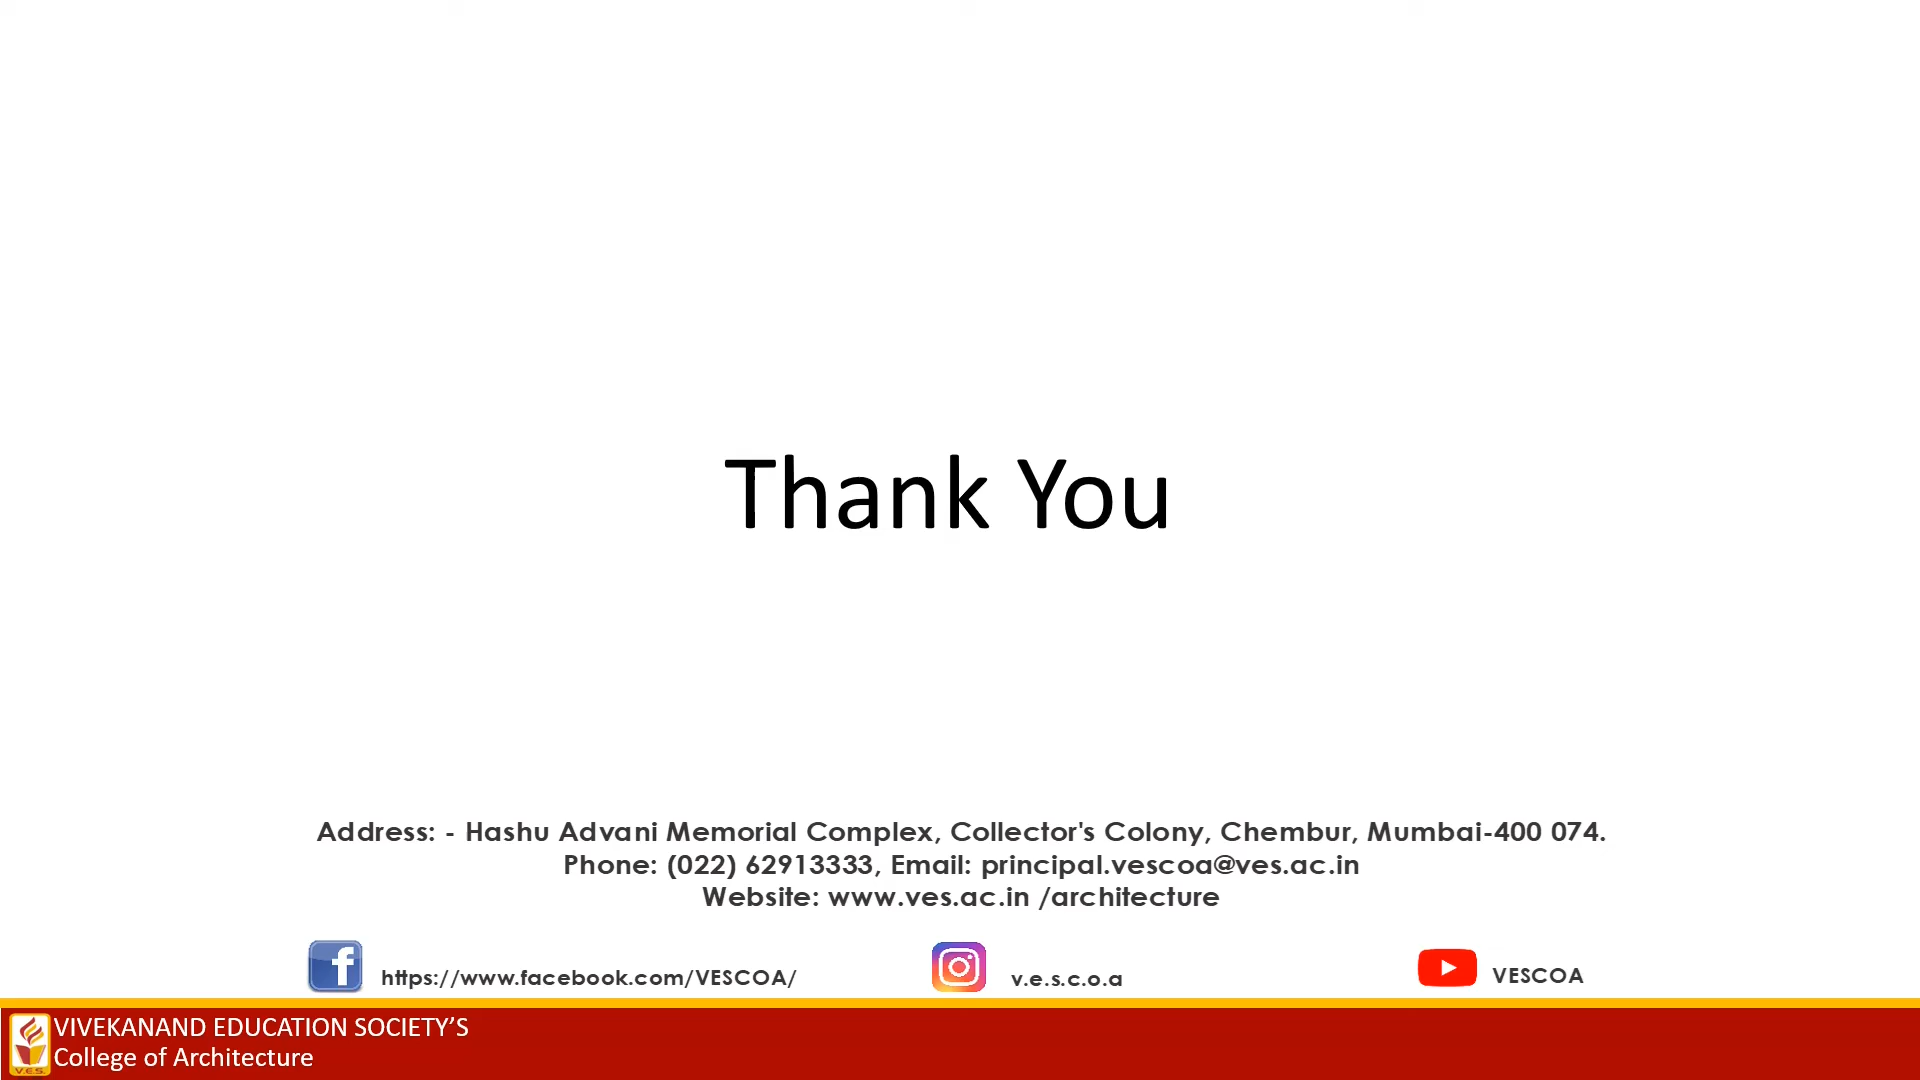 Thank You
Address: - Hashu Advani Memorial Complex, Collector's Colony, Chembur, Mumbai-400 074.
Phone: (022) 62913333, Email: principal.vescoa@ves.ac.in
Website: www.ves.ac.in /architecture
https://www.facebook.com/VESCOA/
v.e.s.c.o.a
VESCOA
VIVEKANAND EDUCATION SOCIETY’S
College of Architecture
V.E.S.